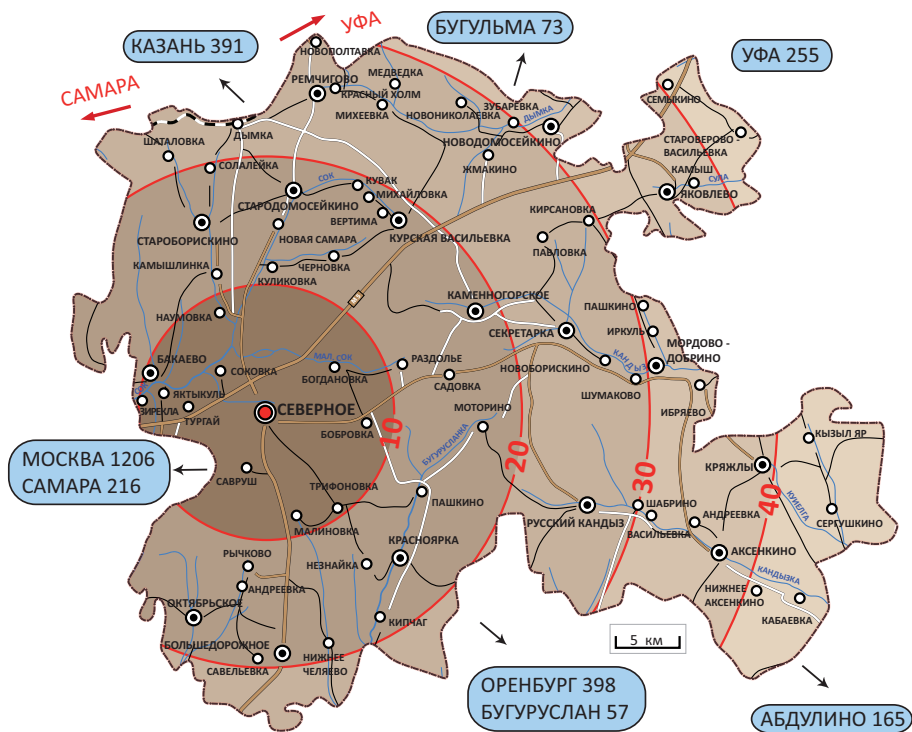 УФА
БУГУЛЬМА 73
КАЗАНЬ 391
УФА 255
САМАРА
НОВОПОЛТАВКА
РЕМЧИГОВО
МЕДВЕДКА
КРАСНЫЙ ХОЛМ
МИХЕЕВКА
НОВОНИКОЛАЕВКА
ЗУБАРЕВКА
ДЫМКА
НОВОДОМОСЕЙКИНО
СЕМЫКИНО
СТАРОВЕРОВО -
ВАСИЛЬЕВКА
ДЫМКА
ШАТАЛОВКА
СОЛАЛЕЙКА
ЖМАКИНО
КАМЫШ
СУЛА
ЯКОВЛЕВО
СОК
КУВАК
МИХАЙЛОВКА
СТАРОДОМОСЕЙКИНО
ВЕРТИМА
КИРСАНОВКА
СТАРОБОРИСКИНО
НОВАЯ САМАРА
КУРСКАЯ ВАСИЛЬЕВКА
ПАВЛОВКА
КАМЫШЛИНКА
ЧЕРНОВКА
КУЛИКОВКА
М5
КАМЕННОГОРСКОЕ
ПАШКИНО
НАУМОВКА
СЕКРЕТАРКА
ИРКУЛЬ
МОРДОВО -
ДОБРИНО
БАКАЕВО
СОКОВКА
МАЛ. СОК
БОГДАНОВКА
РАЗДОЛЬЕ
САДОВКА
НОВОБОРИСКИНО
КАНДЫЗ
ШУМАКОВО
ИБРЯЕВО
СОК
ЗИРЕКЛА
ЯКТЫКУЛЬ
ТУРГАЙ
СЕВЕРНОЕ
БОБРОВКА
10
МОТОРИНО
БУГУРУСЛАНКА
20
30
40
КЫЗЫЛ ЯР
КРЯЖЛЫ
МОСКВА 1206
САМАРА 216
САВРУШ
ТРИФОНОВКА
ПАШКИНО
МАЛИНОВКА
РУССКИЙ КАНДЫЗ
ШАБРИНО
ВАСИЛЬЕВКА
АНДРЕЕВКА
СЕРГУШКИНО
РЫЧКОВО
НЕЗНАЙКА
КРАСНОЯРКА
АКСЕНКИНО
КАНДЫЗКА
АНДРЕЕВКА
ОКТЯБРЬСКОЕ
НИЖНЕЕ
АКСЕНКИНО
КАБАЕВКА
КИПЧАГ
БОЛЬШЕДОРОЖНОЕ
САВЕЛЬЕВКА
НИЖНЕЕ
ЧЕЛЯЕВО
5 км
ОРЕНБУРГ 398
БУГУРУСЛАН 57
АБДУЛИНО 165